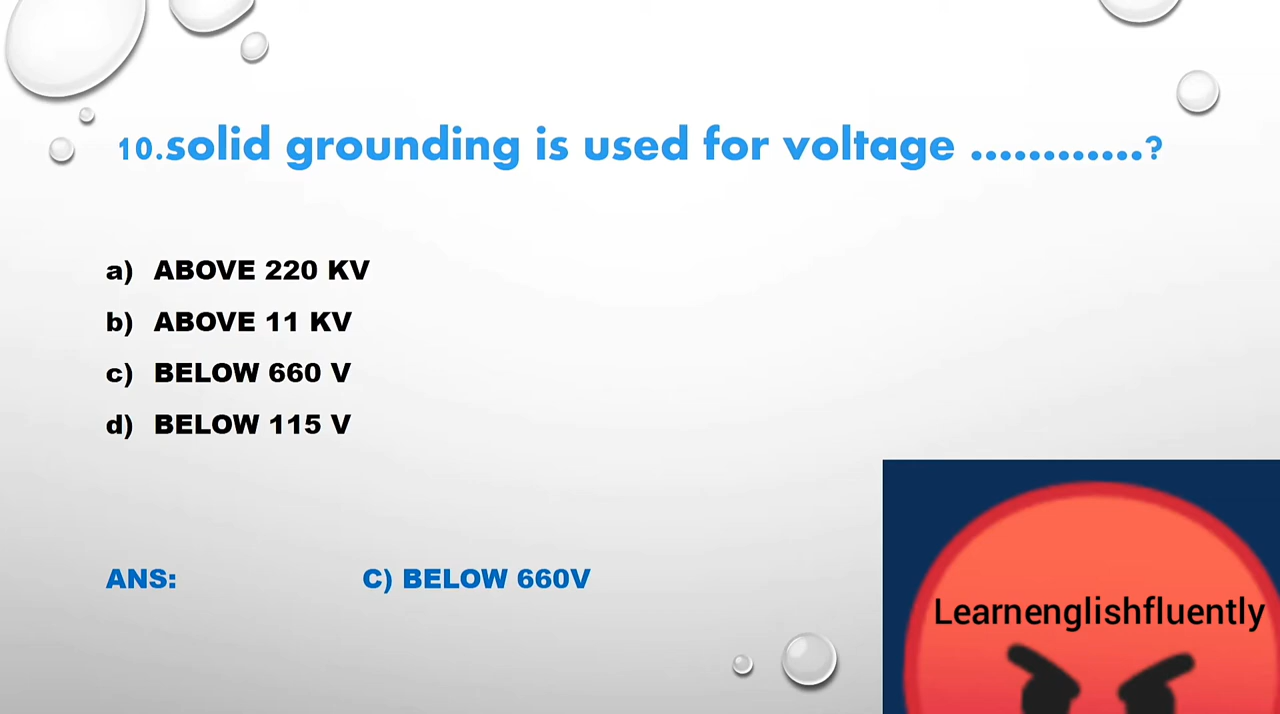 10.solid grounding is used for voltage ............?
a) ABOVE 220 KV
b) ABOVE 11 KV
c) BELOW 660 V
d) BELOW 115 V
ANS: C) BELOW 660V
Learnenglishfluently